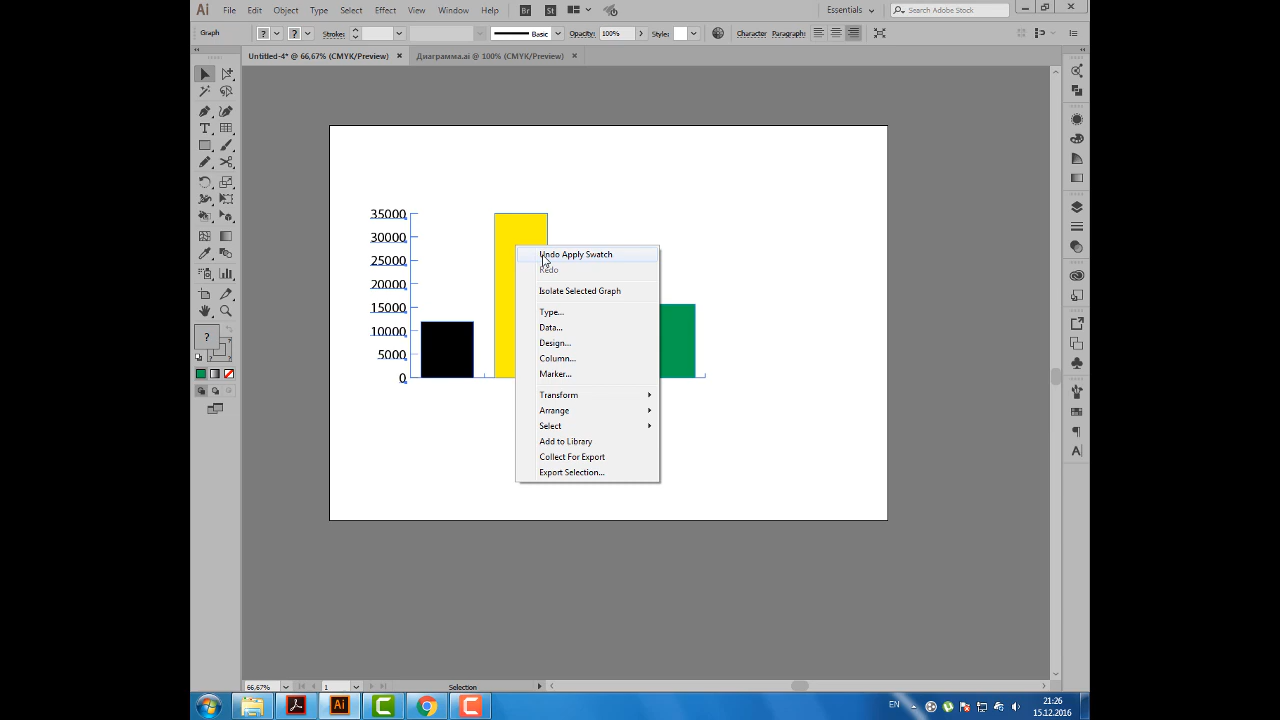 Ai File Edit Object Type Select Effect View Window Help Br St Essentials Search Adobe Stock
Graph ? ? Stroke: Basic Opacity: 100% Style: Character Paragraph:
Untitled-4* @ 66,67% (CMYK/Preview) × Диаграмма.ai @ 100% (CMYK/Preview) ×
35000
30000
25000
20000
15000
10000
5000
0
Undo Apply Swatch
Redo
Isolate Selected Graph
Type...
Data...
Design...
Column...
Marker...
Transform
Arrange
Select
Add to Library
Collect For Export
Export Selection...
?
66,67% 1 Selection
Ai EN 21:26
15.12.2016